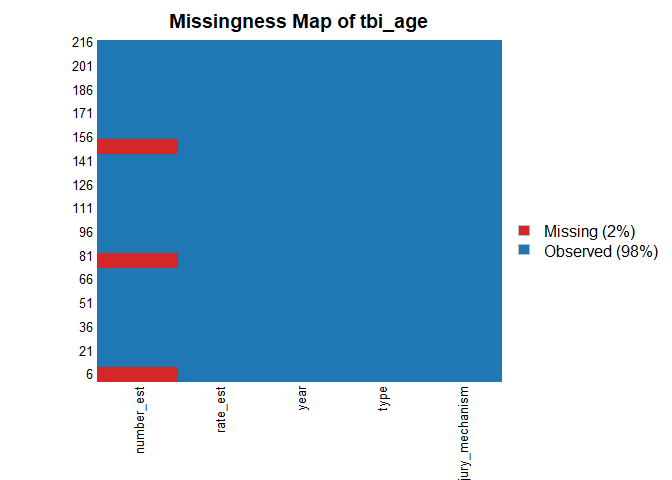 Missingness Map of tbi_age
216
201
186
171
156
141
126
111
96
81
66
51
36
21
6
Missing (2%)
Observed (98%)
number_est
rate_est
year
type
jury_mechanism